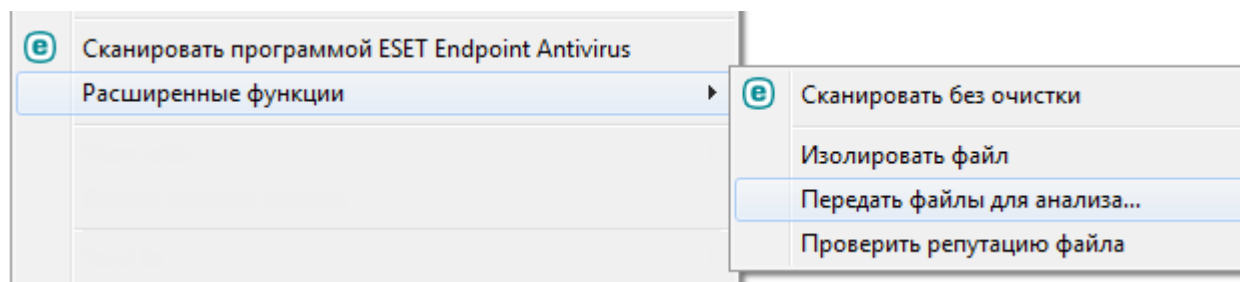 Сканировать программой ESET Endpoint Antivirus
Расширенные функции
Сканировать без очистки
Изолировать файл
Передать файлы для анализа...
Проверить репутацию файла